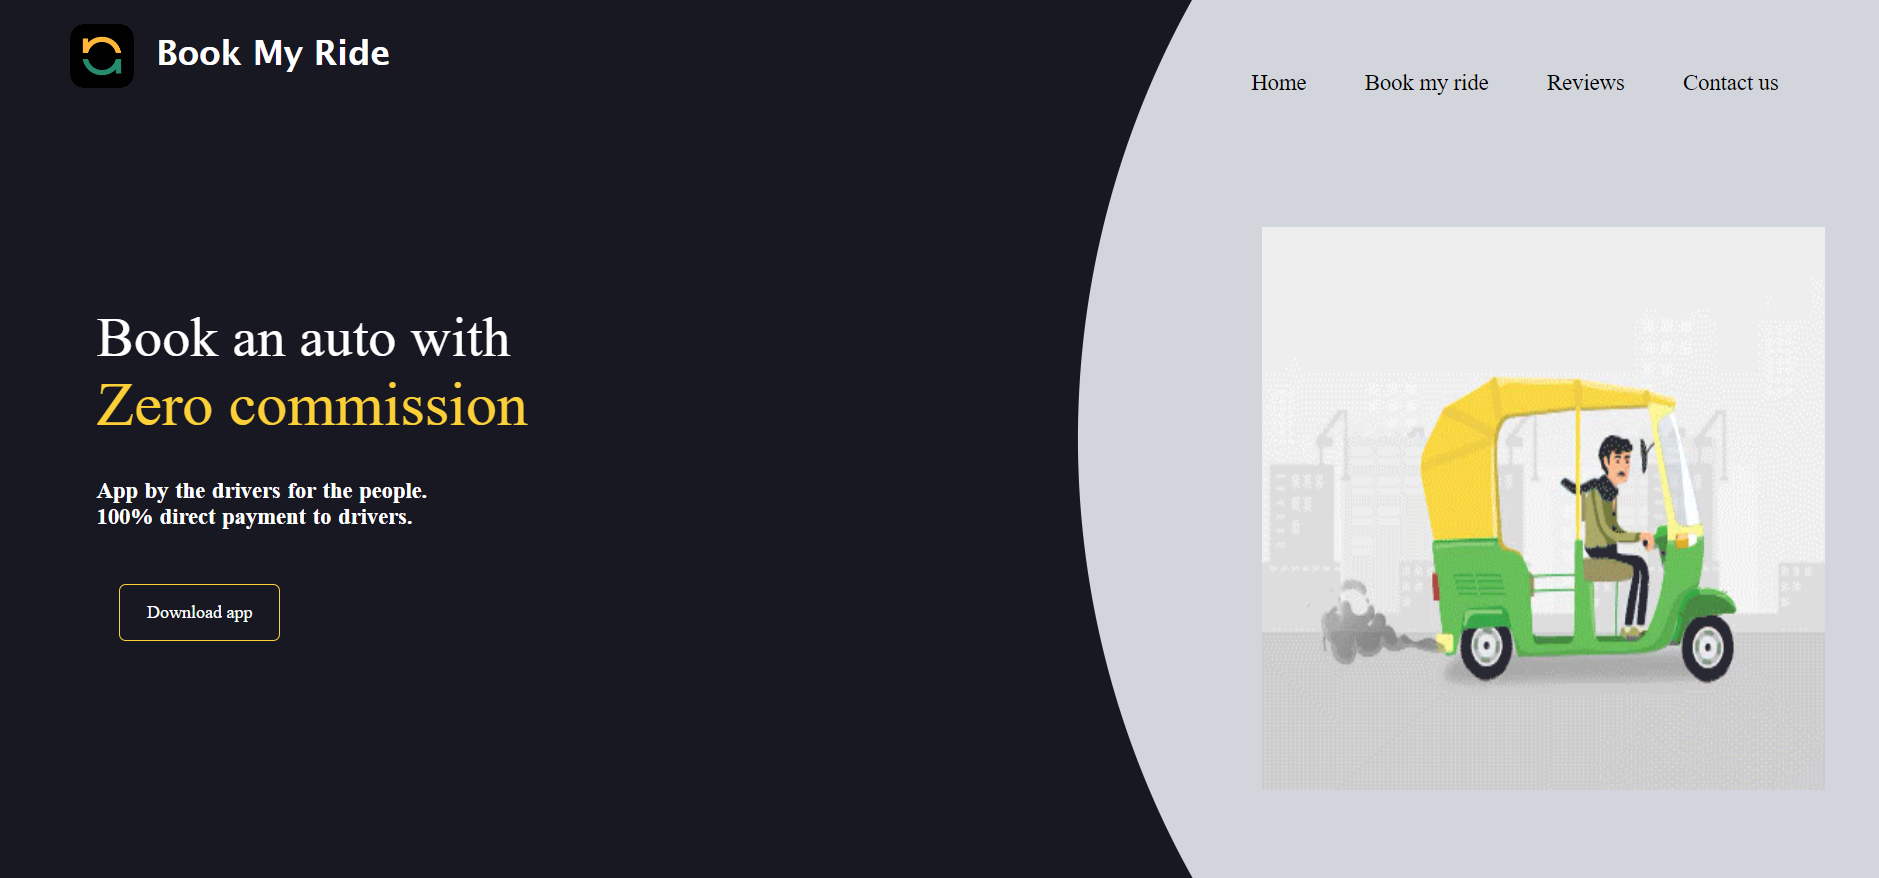 Book My Ride
Home
Book my ride
Reviews
Contact us
Book an auto with
Zero commission
App by the drivers for the people.
100% direct payment to drivers.
Download app